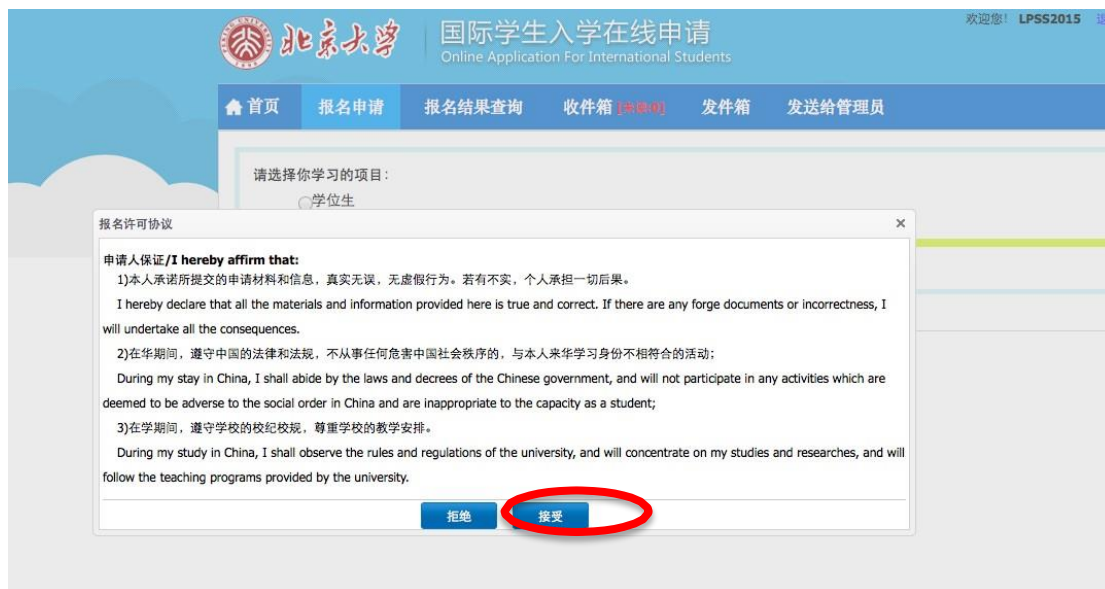 北京大学
国际学生入学在线申请
Online Application For International Students
欢迎您! LPSS2015
首页 报名申请 报名结果查询 收件箱 发件箱 发送给管理员
请选择你学习的项目:
学位生
报名许可协议
申请人保证/I hereby affirm that:
1)本人承诺所提交的申请材料和信息，真实无误，无虚假行为。若有不实，个人承担一切后果。
I hereby declare that all the materials and information provided here is true and correct. If there are any forge documents or incorrectness, I
will undertake all the consequences.
2)在华期间，遵守中国的法律和法规，不从事任何危害中国社会秩序的，与本人来华学习身份不相符合的活动;
During my stay in China, I shall abide by the laws and decrees of the Chinese government, and will not participate in any activities which are
deemed to be adverse to the social order in China and are inappropriate to the capacity as a student;
3)在学期间，遵守学校的校纪校规，尊重学校的教学安排。
During my study in China, I shall observe the rules and regulations of the university, and will concentrate on my studies and researches, and will
follow the teaching programs provided by the university.
拒绝 接受